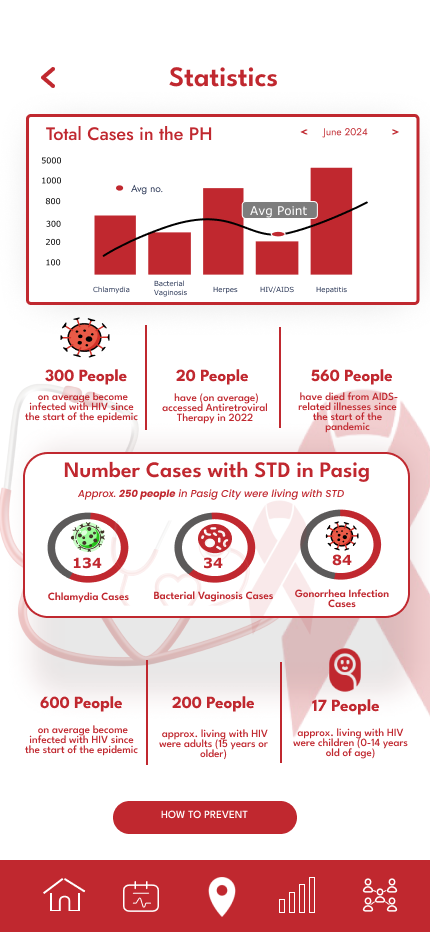 Statistics
Total Cases in the PH
< June 2024 >
5000
1000
800
300
200
100
Avg no.
Avg Point
Chlamydia
Bacterial
Vaginosis
Herpes
HIV/AIDS
Hepatitis
300 People
on average become
infected with HIV since
the start of the epidemic
20 People
have (on average)
accessed Antiretroviral
Therapy in 2022
560 People
have died from AIDS-
related illnesses since
the start of the
pandemic
Number Cases with STD in Pasig
Approx. 250 people in Pasig City were living with STD
134
Chlamydia Cases
34
Bacterial Vaginosis Cases
84
Gonorrhea Infection
Cases
600 People
on average become
infected with HIV since
the start of the epidemic
200 People
approx. living with HIV
were adults (15 years or
older)
17 People
approx. living with HIV
were children (0-14 years
old of age)
HOW TO PREVENT